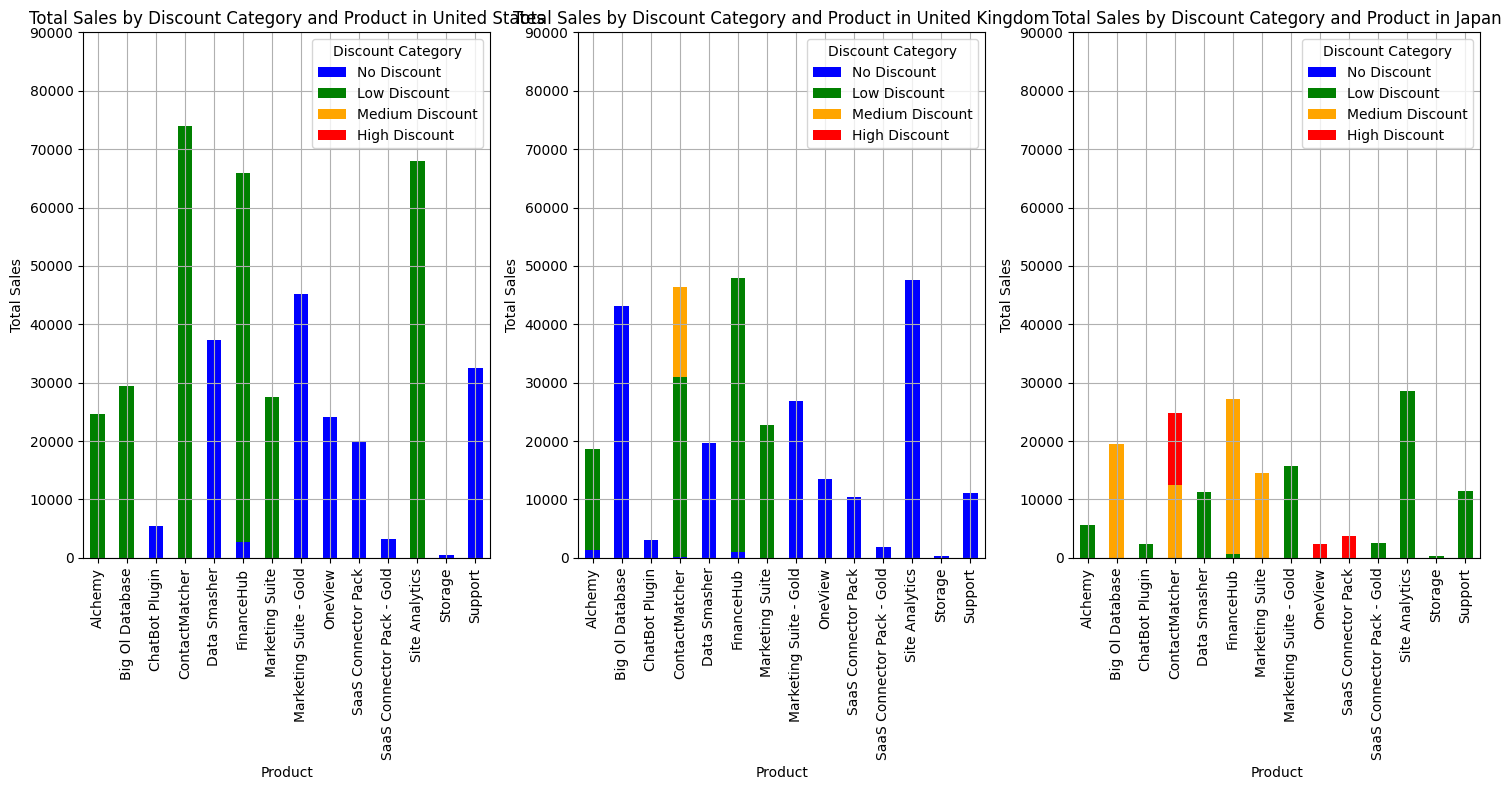 Total Sales by Discount Category and Product in United States
90000
80000
70000
60000
50000
40000
30000
20000
10000
0
Total Sales
Discount Category
No Discount
Low Discount
Medium Discount
High Discount
Alchemy
Big Ol Database
ChatBot Plugin
ContactMatcher
Data Smasher
FinanceHub
Marketing Suite
Marketing Suite - Gold
OneView
SaaS Connector Pack
SaaS Connector Pack - Gold
Site Analytics
Storage
Support
Product
Total Sales by Discount Category and Product in United Kingdom
90000
80000
70000
60000
50000
40000
30000
20000
10000
0
Total Sales
Discount Category
No Discount
Low Discount
Medium Discount
High Discount
Alchemy
Big Ol Database
ChatBot Plugin
ContactMatcher
Data Smasher
FinanceHub
Marketing Suite
Marketing Suite - Gold
OneView
SaaS Connector Pack
SaaS Connector Pack - Gold
Site Analytics
Storage
Support
Product
Total Sales by Discount Category and Product in Japan
90000
80000
70000
60000
50000
40000
30000
20000
10000
0
Total Sales
Discount Category
No Discount
Low Discount
Medium Discount
High Discount
Alchemy
Big Ol Database
ChatBot Plugin
ContactMatcher
Data Smasher
FinanceHub
Marketing Suite
Marketing Suite - Gold
OneView
SaaS Connector Pack
SaaS Connector Pack - Gold
Site Analytics
Storage
Support
Product